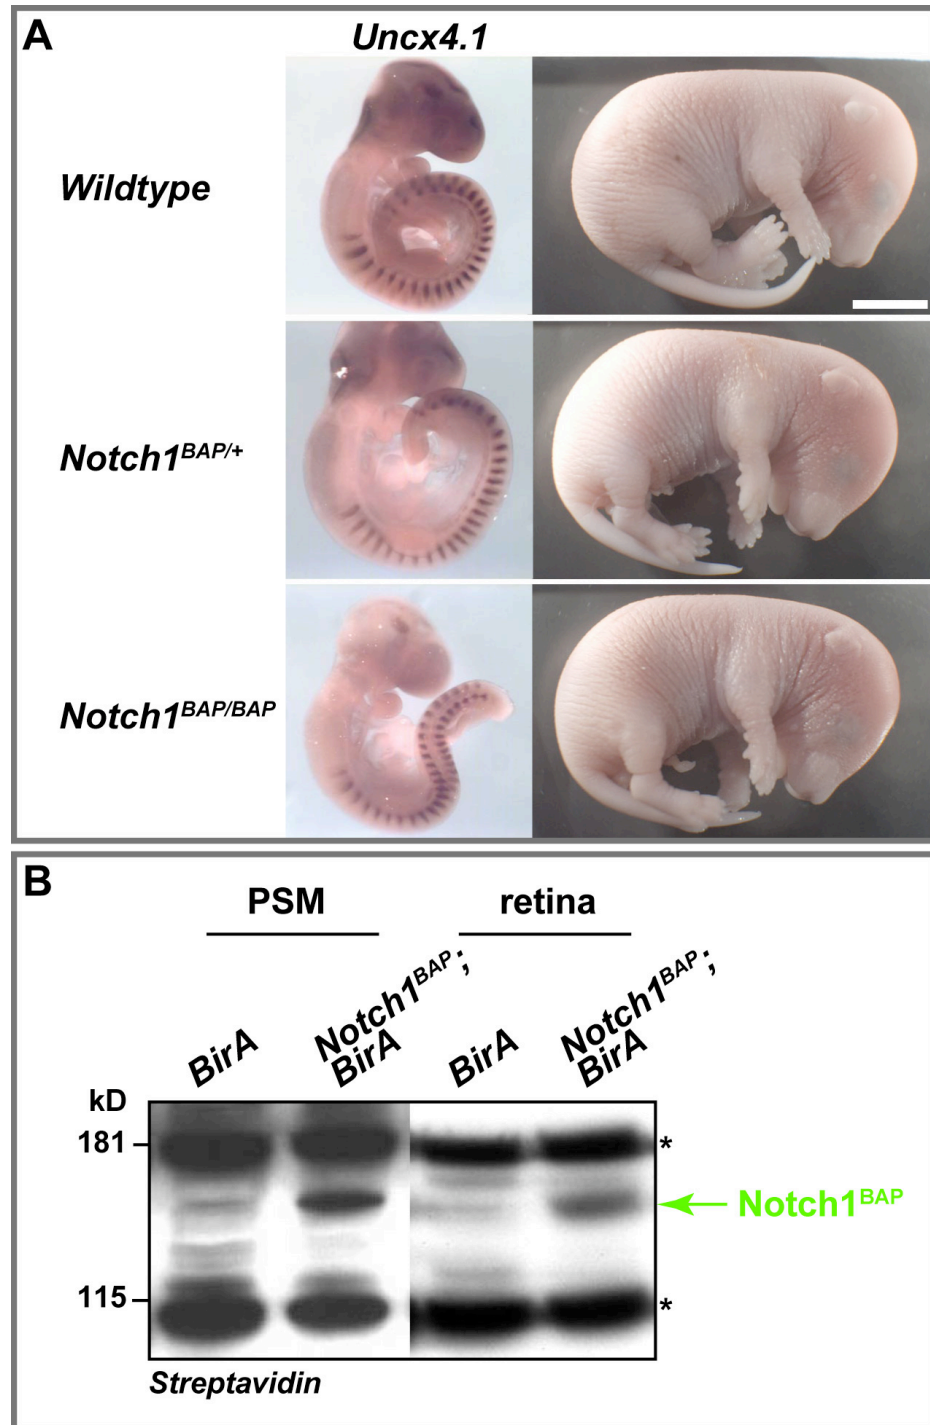 A
Uncx4.1
Wildtype
Notch1BAP/+
Notch1BAP/BAP
B
PSM retina
BirA Notch1BAP; BirA BirA Notch1BAP; BirA
kD
181
*
Notch1BAP
115
*
Streptavidin